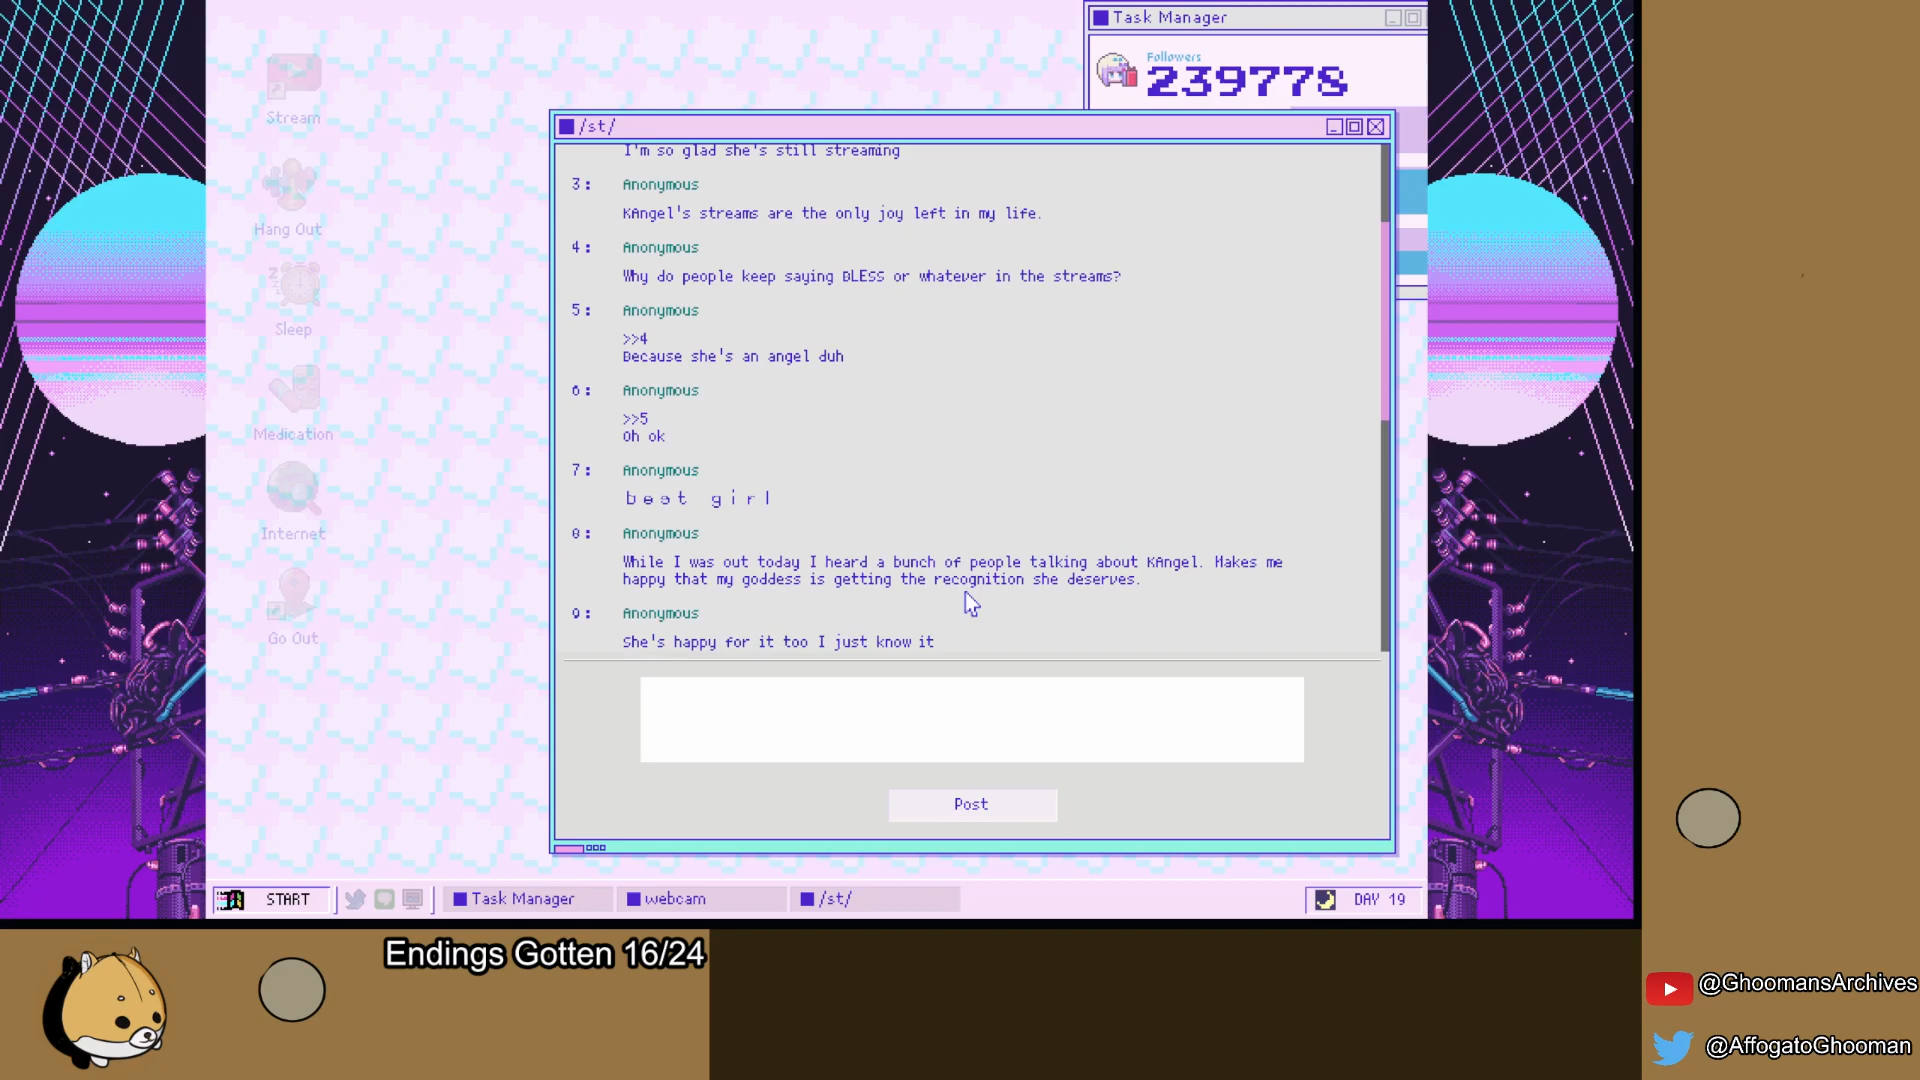 Task Manager
Followers
239778
Stream
Hang Out
Sleep
Medication
Internet
Go Out
/st/
I'm so glad she's still streaming
3: Anonymous
KAngel's streams are the only joy left in my life.
4: Anonymous
Why do people keep saying BLESS or whatever in the streams?
5: Anonymous
>>4
Because she's an angel duh
6: Anonymous
>>5
Oh ok
7: Anonymous
best girl
8: Anonymous
While I was out today I heard a bunch of people talking about KAngel. Makes me
happy that my goddess is getting the recognition she deserves.
9: Anonymous
She's happy for it too I just know it
Post
START
Task Manager
webcam
/st/
DAY 19
Endings Gotten 16/24
@GhoomansArchives
@AffogatoGhooman